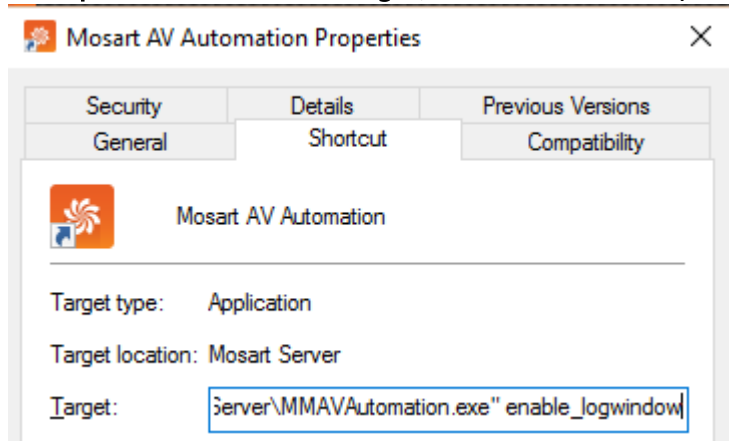 Mosart AV Automation Properties
Security Details Previous Versions
General Shortcut Compatibility
Mosart AV Automation
Target type: Application
Target location: Mosart Server
Target: Server\MMAVAutomation.exe" enable_logwindow